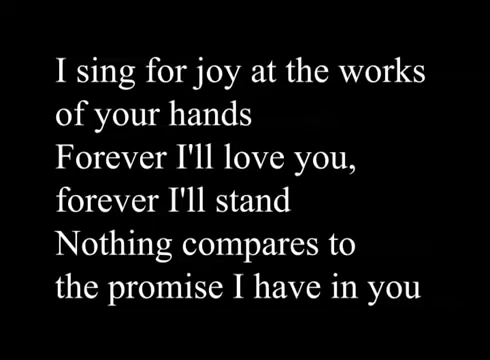 I sing for joy at the works
of your hands
Forever I'll love you,
forever I'll stand
Nothing compares to
the promise I have in you